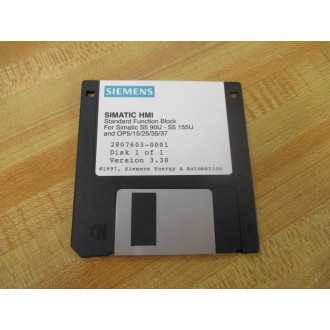 SIEMENS
SIMATIC HMI
Standard Function Block
For Simatic S5 90U - S5 155U
and OP5/15/25/35/37
2807603-0001
Disk 1 of 1
Version 3.30
©1997, Siemens Energy & Automation